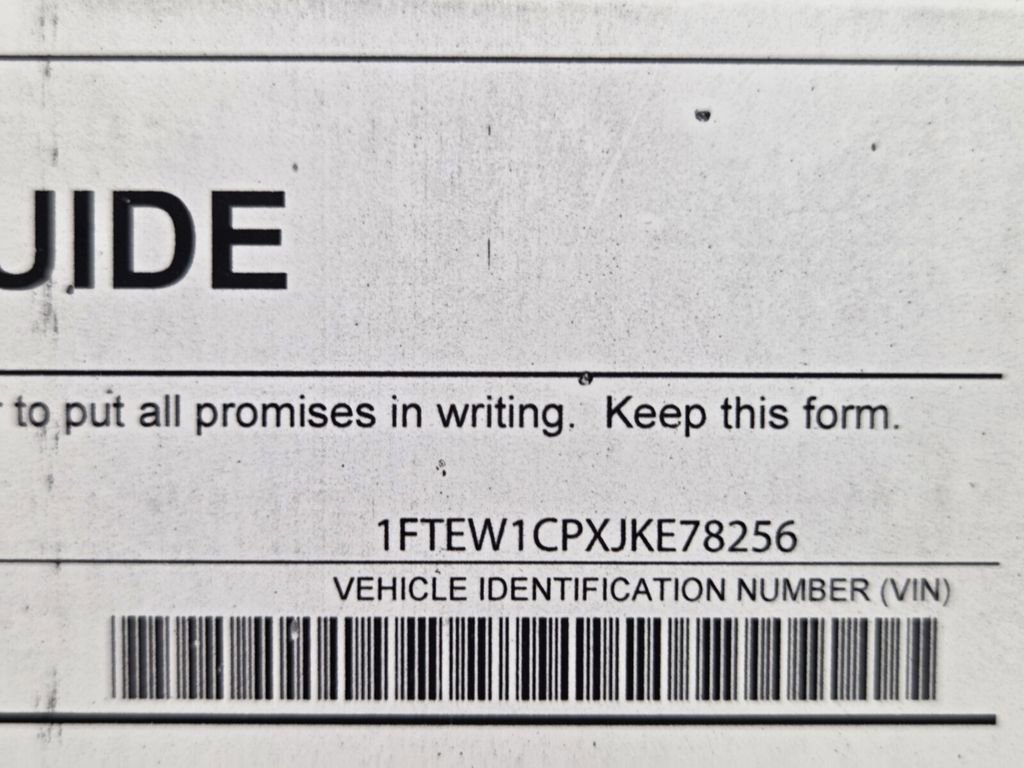 UIDE
to put all promises in writing. Keep this form.
1FTEW1CPXJKE78256
VEHICLE IDENTIFICATION NUMBER (VIN)